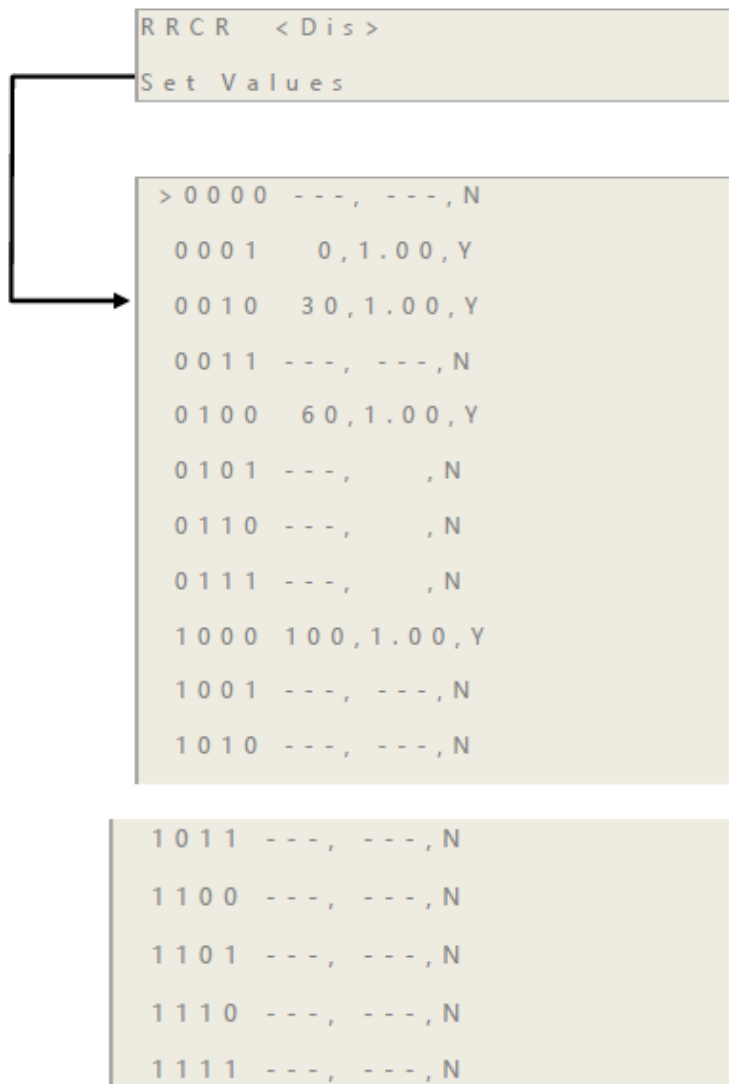 RRCR <Dis>
Set Values
>0000 ---, ---,N
0001 0,1.00,Y
0010 30,1.00,Y
0011 ---, ---,N
0100 60,1.00,Y
0101 ---, ,N
0110 ---, ,N
0111 ---, ,N
1000 100,1.00,Y
1001 ---, ---,N
1010 ---, ---,N
1011 ---, ---,N
1100 ---, ---,N
1101 ---, ---,N
1110 ---, ---,N
1111 ---, ---,N